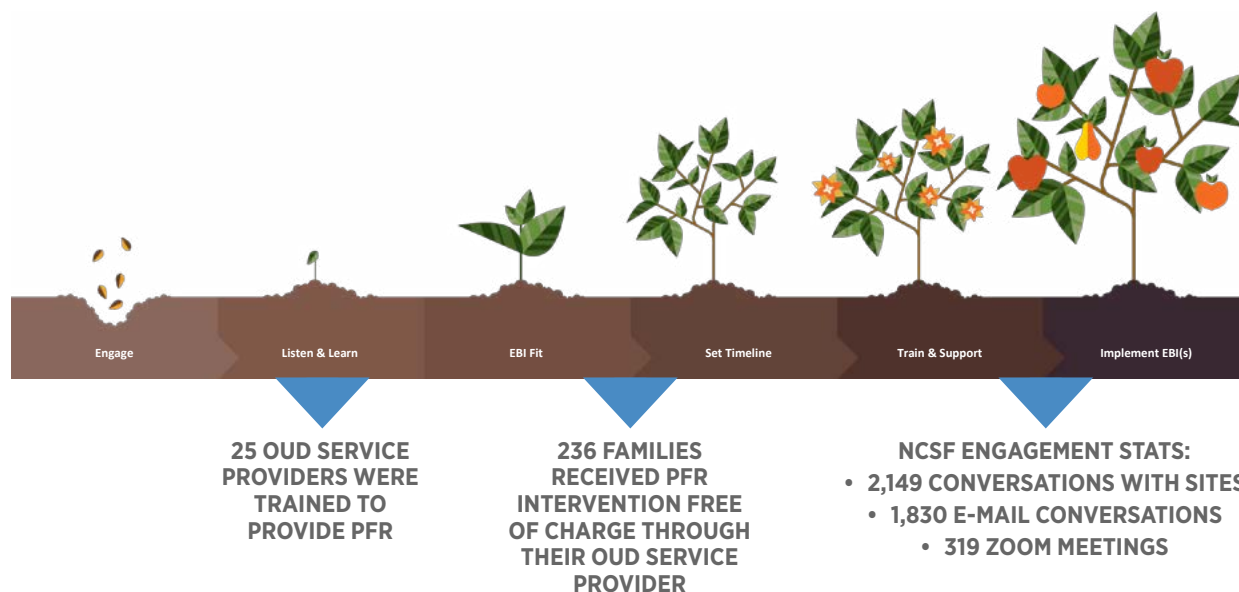 Engage
Listen & Learn
EBI Fit
Set Timeline
Train & Support
Implement EBI(s)
25 OUD SERVICE
PROVIDERS WERE
TRAINED TO
PROVIDE PFR
236 FAMILIES
RECEIVED PFR
INTERVENTION FREE
OF CHARGE THROUGH
THEIR OUD SERVICE
PROVIDER
NCSF ENGAGEMENT STATS:
• 2,149 CONVERSATIONS WITH SITES
• 1,830 E-MAIL CONVERSATIONS
• 319 ZOOM MEETINGS